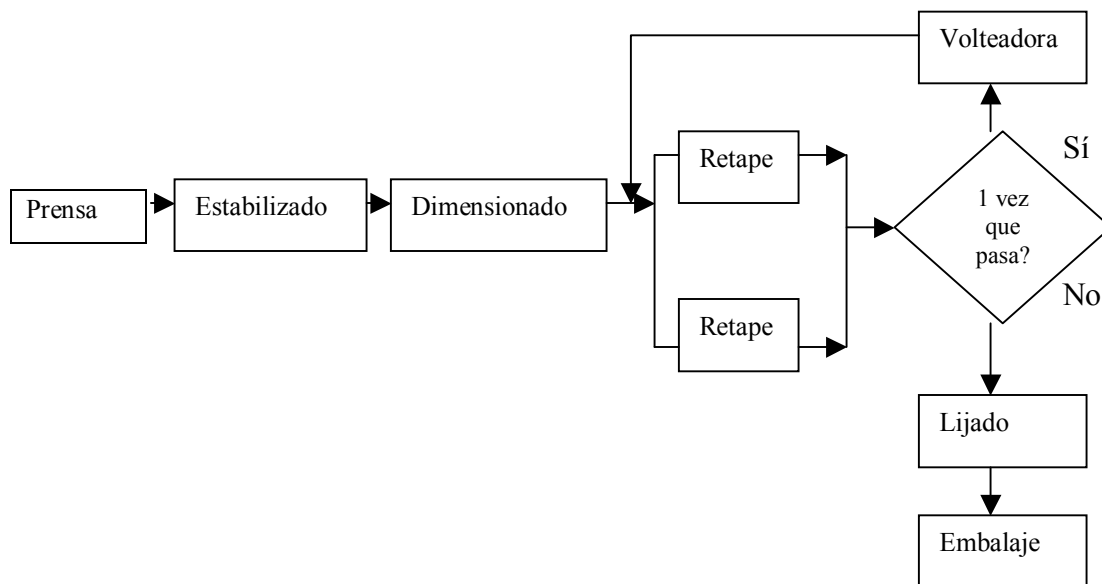 Volteadora
Retape
Sí
Prensa
Estabilizado
Dimensionado
1 vez
que
pasa?
No
Retape
Lijado
Embalaje